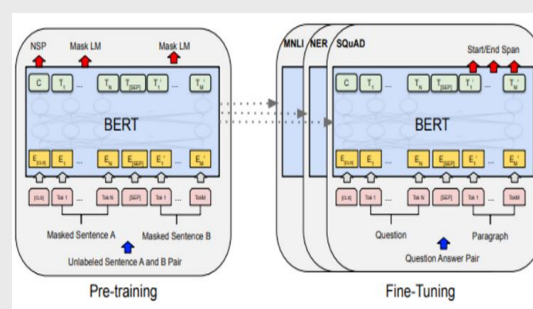 NSP Mask LM Mask LM
C T1 ... TN T[SEP] T1' ... TM'
BERT
E[CLS] E1 ... EN E[SEP] E1' ... EM'
[CLS] Tok 1 ... Tok N [SEP] Tok 1 ... TokM
Masked Sentence A Masked Sentence B
Unlabeled Sentence A and B Pair
Pre-training
MNLI NER SQuAD Start/End Span
C T1 ... TN T[SEP] T1' ... TM'
BERT
E[CLS] E1 ... EN E[SEP] E1' ... EM'
[CLS] Tok 1 ... Tok N [SEP] Tok 1 ... TokM
Question Paragraph
Question Answer Pair
Fine-Tuning